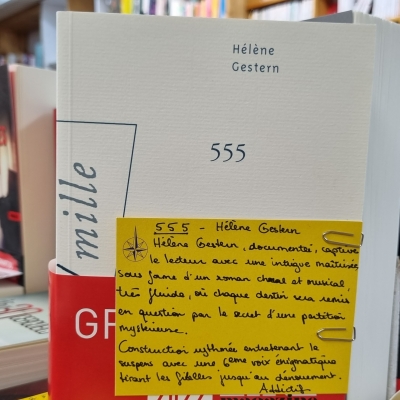 Hélène
Gestern
555
mille
GR
555 - Hélène Gestern
Hélène Gestern, documentée, captive
le lecteur avec une intrigue maîtrisée
sous forme d'un roman choral et musical,
très fluide, où chaque destin sera remis
en question par le secret d'une partition
mystérieuse.
Construction rythmée entretenant le
suspens avec une 6ème voix énigmatique
tirant les ficelles jusqu'au dénouement.
Addictif